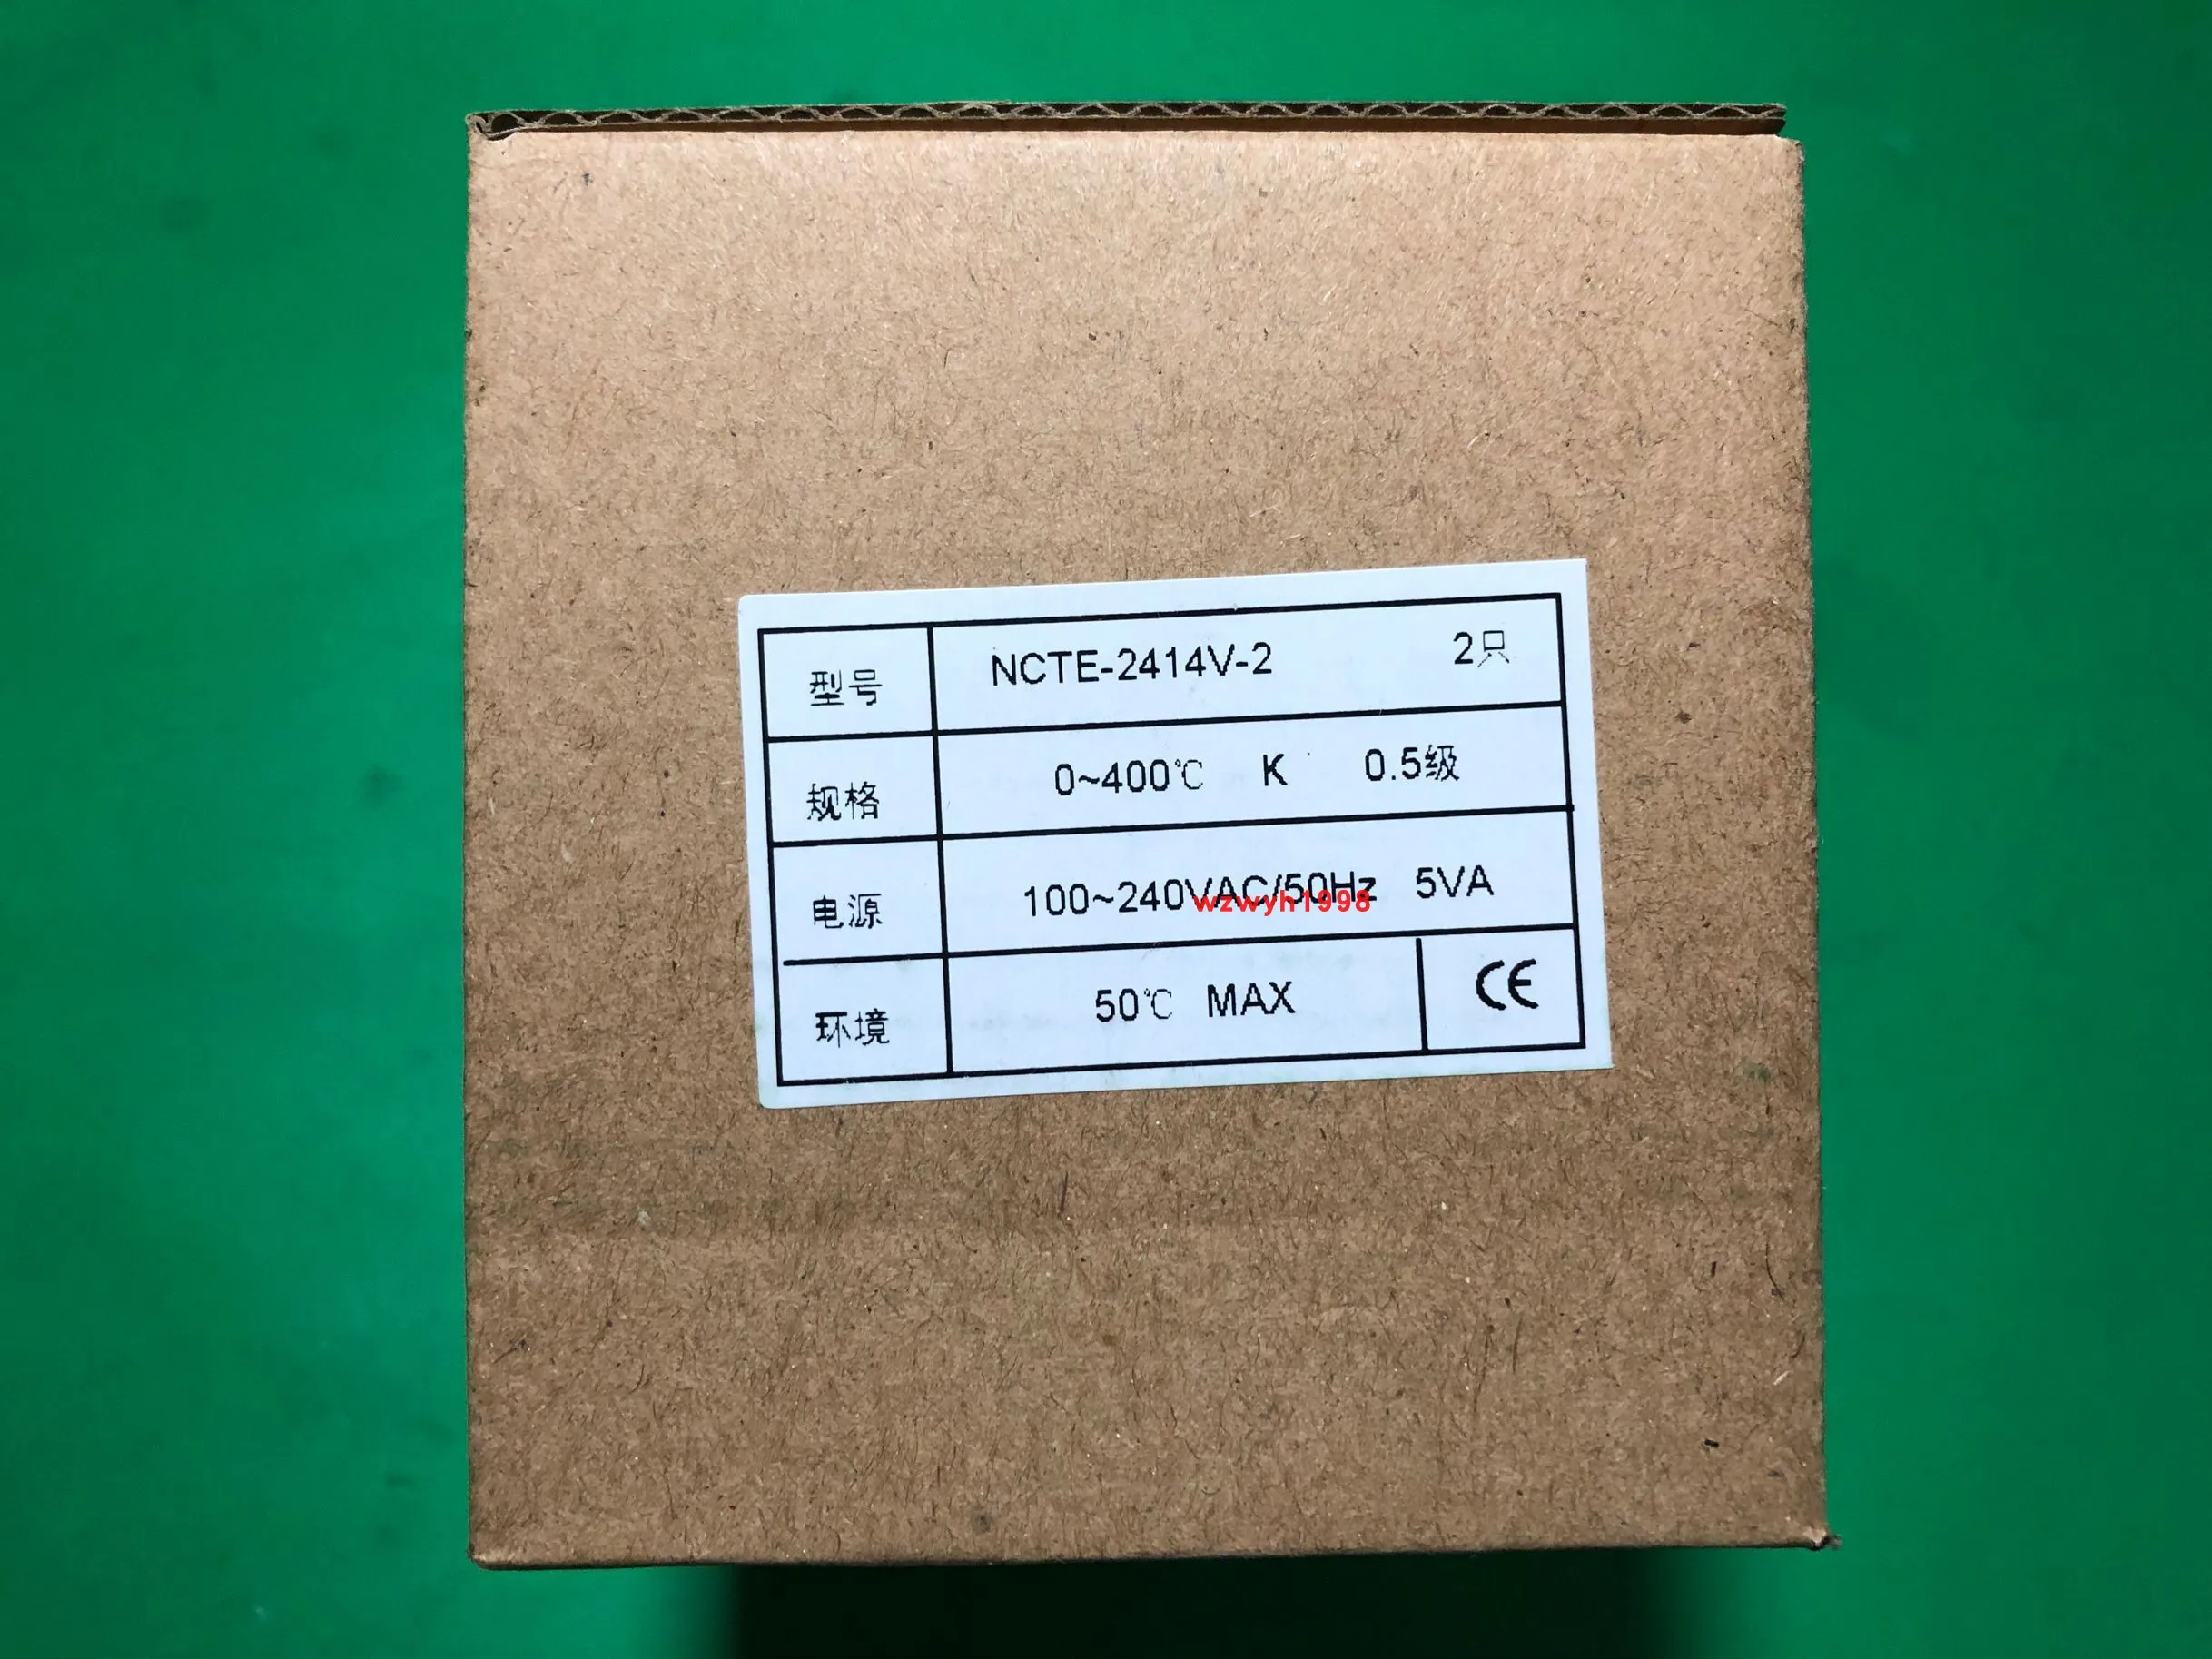 型号 NCTE-2414V-2 2只
规格 0~400℃ K 0.5级
电源 100~240VAC/50Hz 5VA
wzwyh1998
环境 50℃ MAX CE